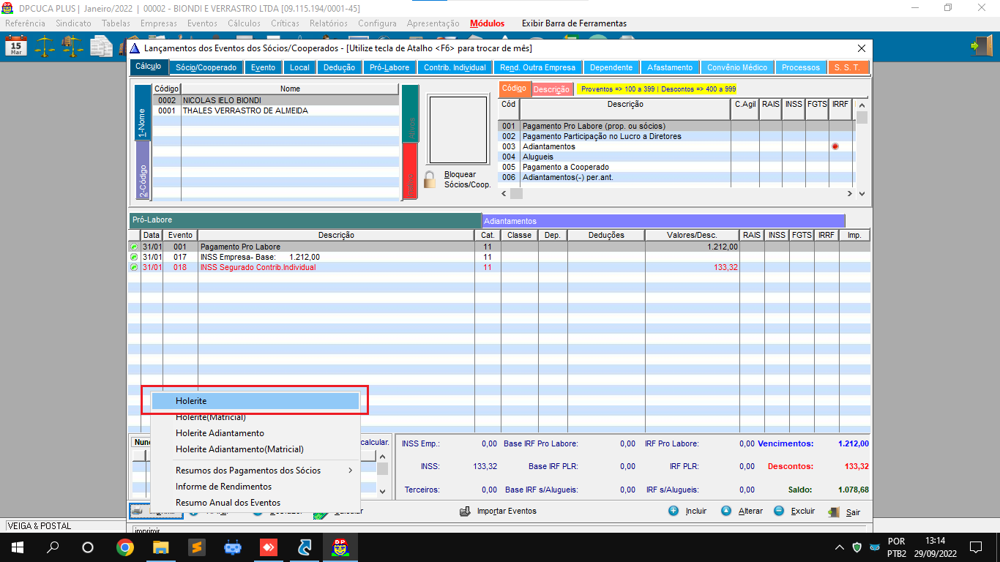 DPCUCA PLUS| Janeiro/2022 | 00002 - BIONDI E VERRASTRO LTDA [09.115.194/0001-45]
Referência Sindicato Tabelas Empresas Eventos Cálculos Críticas Relatórios Configura Apresentação Módulos Exibir Barra de Ferramentas
15
Mar
Lançamentos dos Eventos dos Sócios/Cooperados - [Utilize tecla de Atalho <F6> para trocar de mês]
Cálculo Sócio/Cooperado Evento Local Dedução Pró-Labore Contrib. Individual Rend. Outra Empresa Dependente Afastamento Convênio Médico Processos S. S. T.
Código Nome
0002 NICOLAS IELO BIONDI
0001 THALES VERRASTRO DE ALMEIDA
1-Nome
2-Código
Ativos
Bloquear
Sócios/Coop.
Código Descrição Proventos => 100 a 399 | Descontos => 400 a 999
Cód Descrição C.Agil RAIS INSS FGTS IRRF
001 Pagamento Pro Labore (prop. ou sócios)
002 Pagamento Participação no Lucro a Diretores
003 Adiantamentos
004 Alugueis
005 Pagamento a Cooperado
006 Adiantamentos(-) per.ant.
Pró-Labore Adiantamentos
Data Evento Descrição Cat. Classe Dep. Deduções Valores/Desc. RAIS INSS FGTS IRRF Imp.
31/01 001 Pagamento Pro Labore 11 1.212,00
31/01 017 INSS Empresa- Base: 1.212,00 11
31/01 018 INSS Segurado Contrib.Individual 11 133,32
Holerite
Holerite(Matricial)
Holerite Adiantamento
Holerite Adiantamento(Matricial)
Resumos dos Pagamentos dos Sócios
Informe de Rendimentos
Resumo Anual dos Eventos
calcular.
INSS Emp.: 0,00 Base IRF Pro Labore: 0,00 IRF Pro Labore: 0,00 Vencimentos: 1.212,00
INSS: 133,32 Base IRF PLR: 0,00 IRF PLR: 0,00 Descontos: 133,32
Terceiros: 0,00 Base IRF s/Alugueis: 0,00 IRF s/Alugueis: 0,00 Saldo: 1.078,68
Importar Eventos Incluir Alterar Excluir Sair
VEIGA & POSTAL
imprimir
DP
POR
PTB2
13:14
29/09/2022